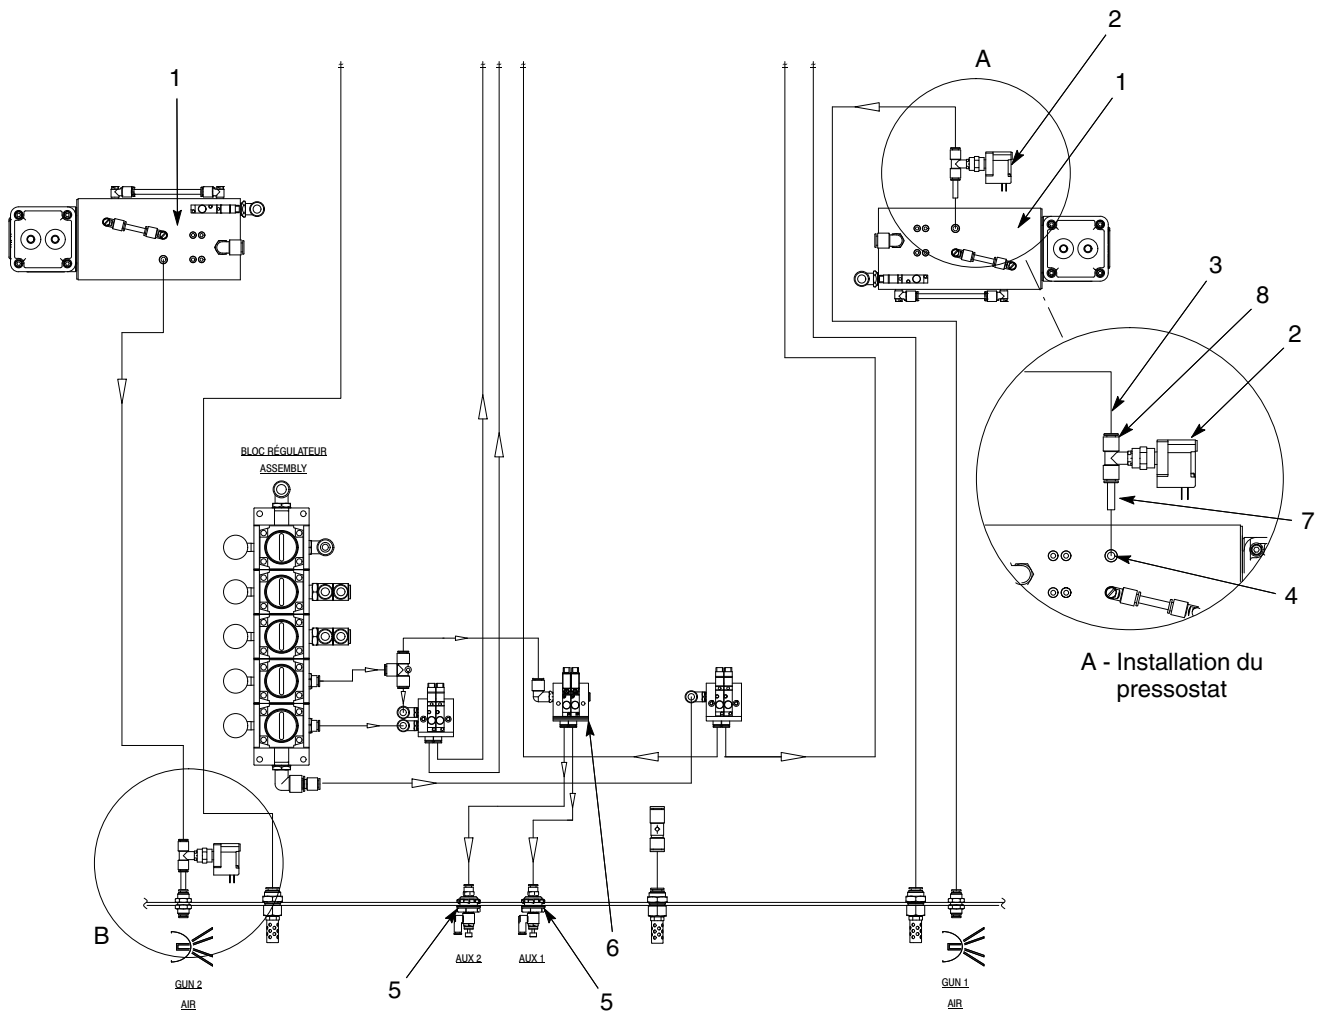 2
A
1
1
3
8
2
BLOC RÉGULATEUR
ASSEMBLY
7
4
A - Installation du
pressostat
B
6
5
AUX 2
AUX 1
5
GUN 2
AIR
GUN 1
AIR